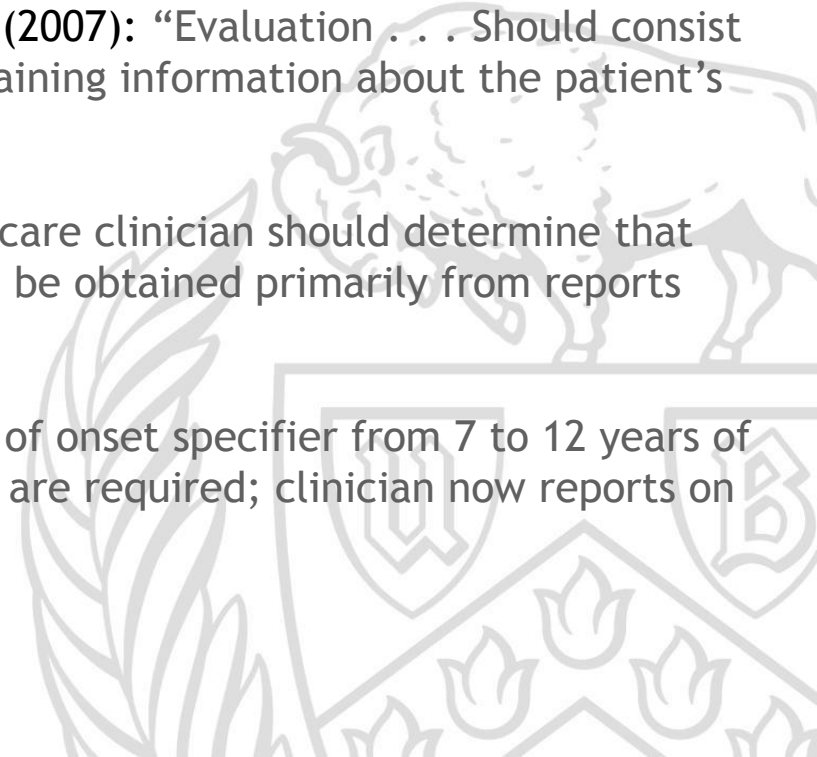 (2007): “Evaluation . . . Should consist
aining information about the patient’s
care clinician should determine that
be obtained primarily from reports
of onset specifier from 7 to 12 years of
are required; clinician now reports on
U B